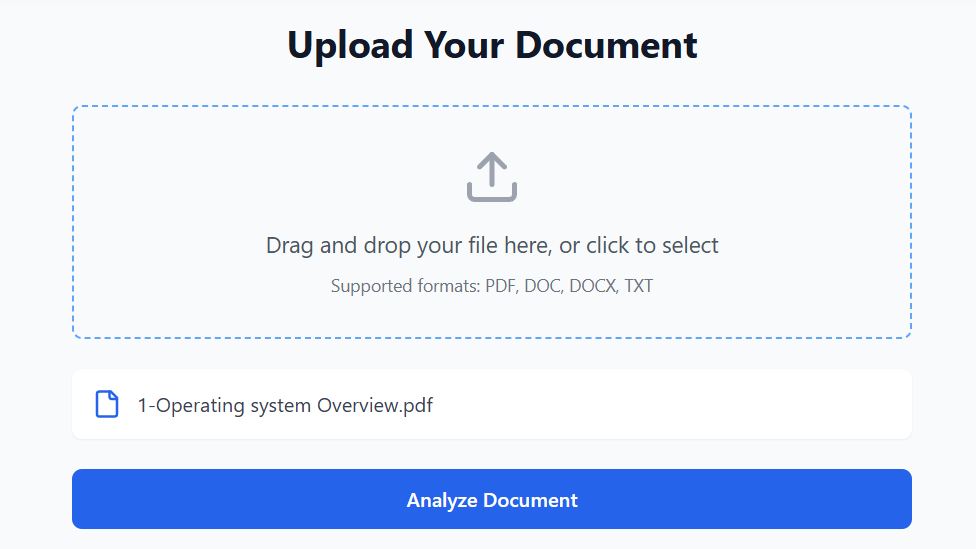 Upload Your Document
Drag and drop your file here, or click to select
Supported formats: PDF, DOC, DOCX, TXT
1-Operating system Overview.pdf
Analyze Document